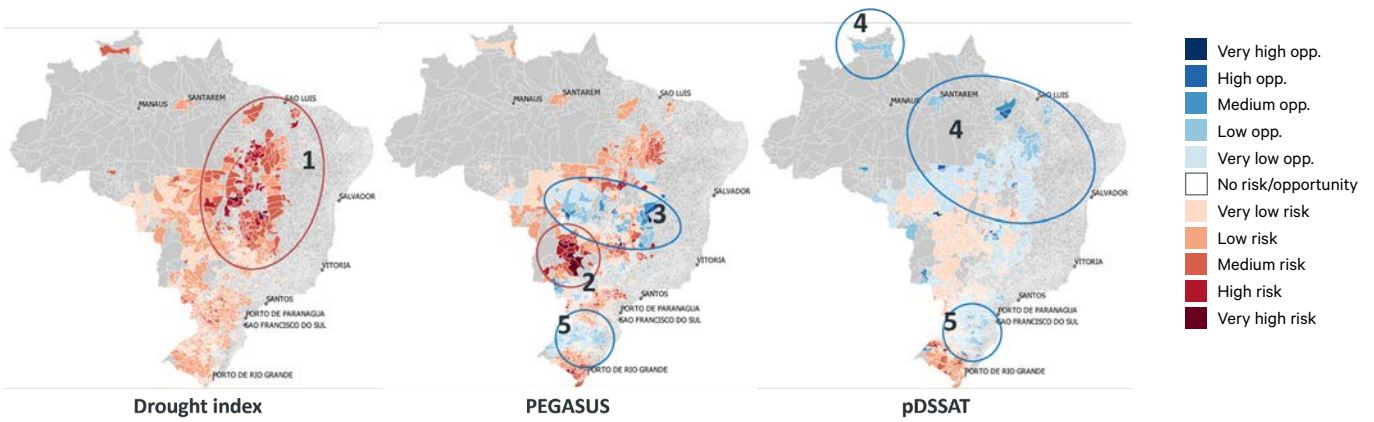 MANAUS
SANTAREM
SAO LUIS
1
SALVADOR
VITORIA
SANTOS
PORTO DE PARANAGUA
SAO FRANCISCO DO SUL
PORTO DE RIO GRANDE
Drought index
MANAUS
SANTAREM
SAO LUIS
SALVADOR
3
VITORIA
2
SANTOS
PORTO DE PARANAGUA
SAO FRANCISCO DO SUL
5
PORTO DE RIO GRANDE
PEGASUS
4
MANAUS
SANTAREM
SAO LUIS
4
SALVADOR
VITORIA
SANTOS
PORTO DE PARANAGUA
SAO FRANCISCO DO SUL
5
PORTO DE RIO GRANDE
pDSSAT
Very high opp.
High opp.
Medium opp.
Low opp.
Very low opp.
No risk/opportunity
Very low risk
Low risk
Medium risk
High risk
Very high risk